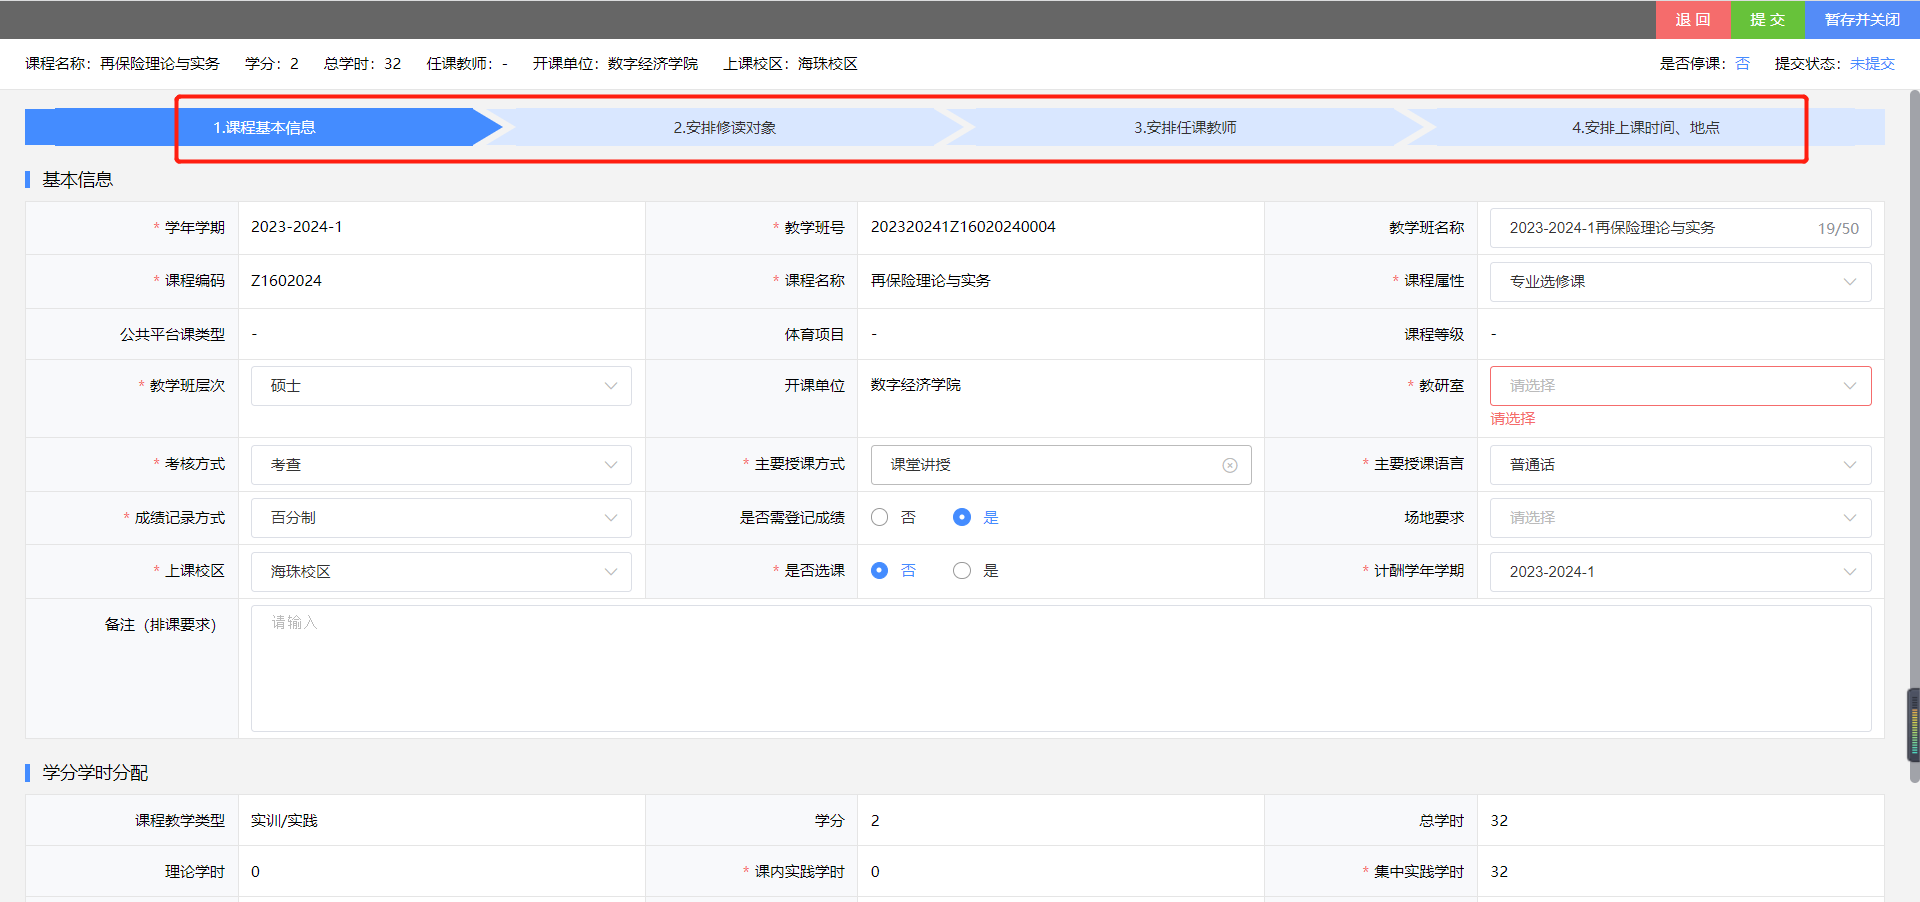 退 回 提 交 暂存并关闭
课程名称：再保险理论与实务 学分：2 总学时：32 任课教师：- 开课单位：数字经济学院 上课校区：海珠校区 是否停课：否 提交状态：未提交
1.课程基本信息 2.安排修读对象 3.安排任课教师 4.安排上课时间、地点
基本信息
* 学年学期 2023-2024-1 * 教学班号 202320241Z16020240004 教学班名称 2023-2024-1再保险理论与实务 19/50
* 课程编码 Z1602024 * 课程名称 再保险理论与实务 * 课程属性 专业选修课
公共平台课类型 - 体育项目 - 课程等级 -
* 教学班层次 硕士 开课单位 数字经济学院 * 教研室 请选择
请选择
* 考核方式 考查 * 主要授课方式 课堂讲授 * 主要授课语言 普通话
* 成绩记录方式 百分制 是否需登记成绩 否 是 场地要求 请选择
* 上课校区 海珠校区 * 是否选课 否 是 * 计酬学年学期 2023-2024-1
备注（排课要求） 请输入
学分学时分配
课程教学类型 实训/实践 学分 2 总学时 32
理论学时 0 * 课内实践学时 0 * 集中实践学时 32